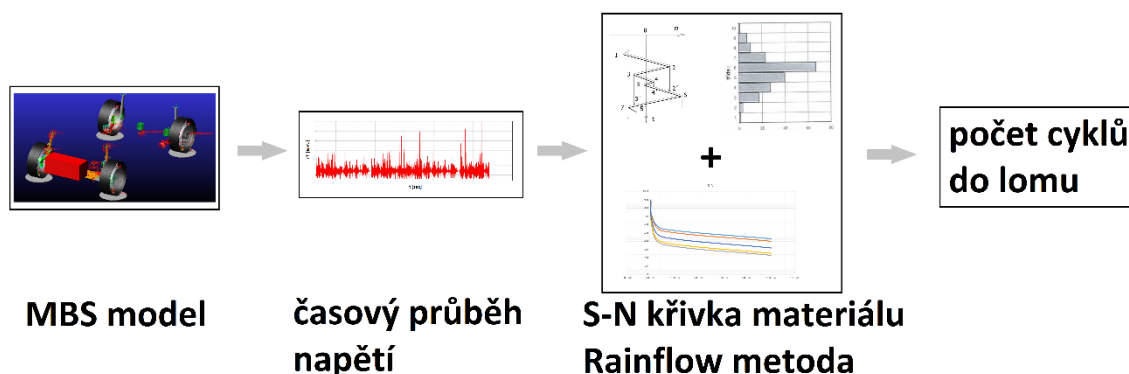 σ
+
MBS model
časový průběh
napětí
S-N křivka materiálu
Rainflow metoda
počet cyklů
do lomu